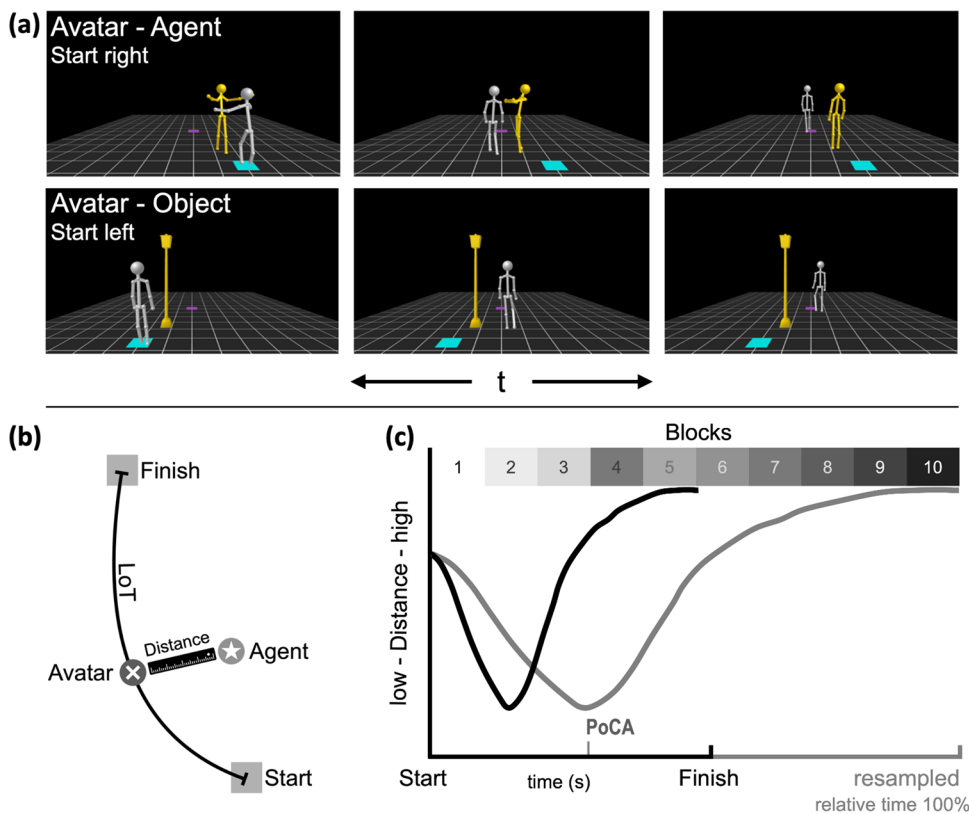 (a)
Avatar - Agent
Start right
Avatar - Object
Start left
t
(b)
Finish
LoT
Distance
Avatar
Agent
Start
(c)
Blocks
1 2 3 4 5 6 7 8 9 10
low - Distance - high
PoCA
Start
time (s)
Finish
resampled
relative time 100%